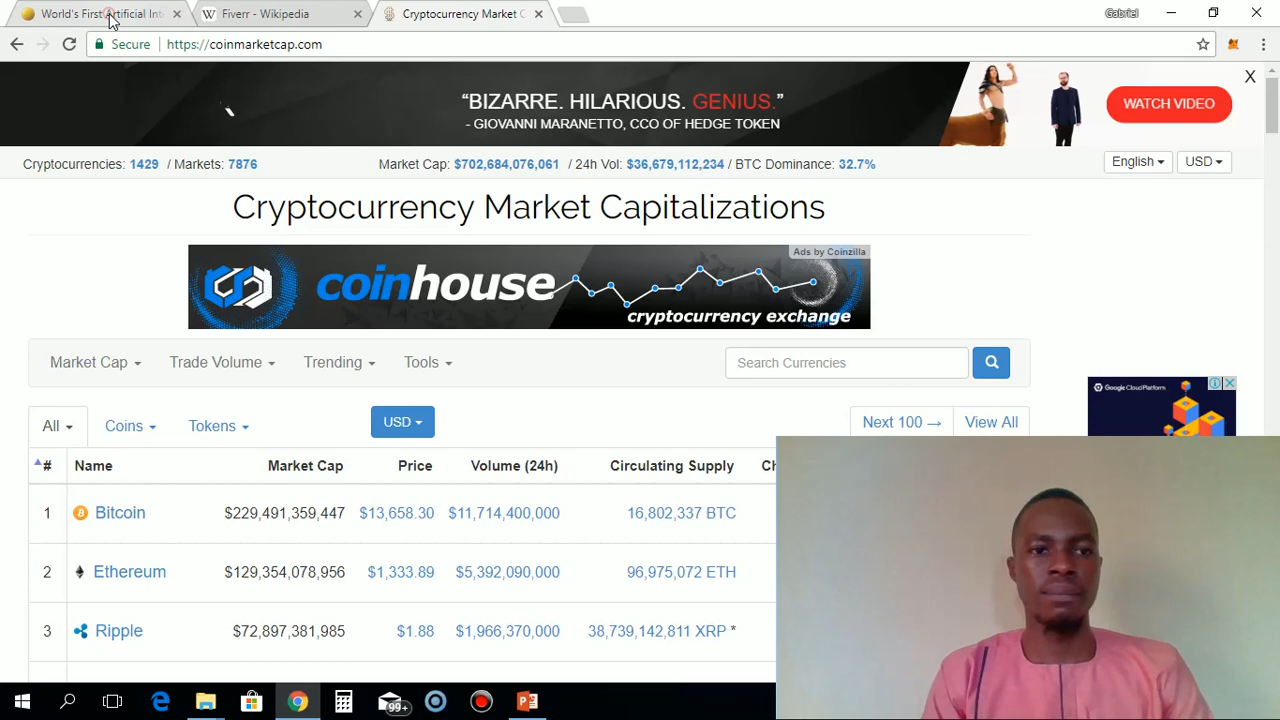 World's First Artificial Int
Fiverr - Wikipedia
Cryptocurrency Market C
Gabriel
Secure
https://coinmarketcap.com
“BIZARRE. HILARIOUS. GENIUS.”
- GIOVANNI MARANETTO, CCO OF HEDGE TOKEN
WATCH VIDEO
X
Cryptocurrencies: 1429 / Markets: 7876
Market Cap: $702,684,076,061 / 24h Vol: $36,679,112,234 / BTC Dominance: 32.7%
English
USD
Cryptocurrency Market Capitalizations
Ads by Coinzilla
coinhouse
cryptocurrency exchange
Market Cap
Trade Volume
Trending
Tools
Search Currencies
Google Cloud Platform
All
Coins
Tokens
USD
Next 100 →
View All
# Name Market Cap Price Volume (24h) Circulating Supply Ch
1 Bitcoin $229,491,359,447 $13,658.30 $11,714,400,000 16,802,337 BTC
2 Ethereum $129,354,078,956 $1,333.89 $5,392,090,000 96,975,072 ETH
3 Ripple $72,897,381,985 $1.88 $1,966,370,000 38,739,142,811 XRP *
99+